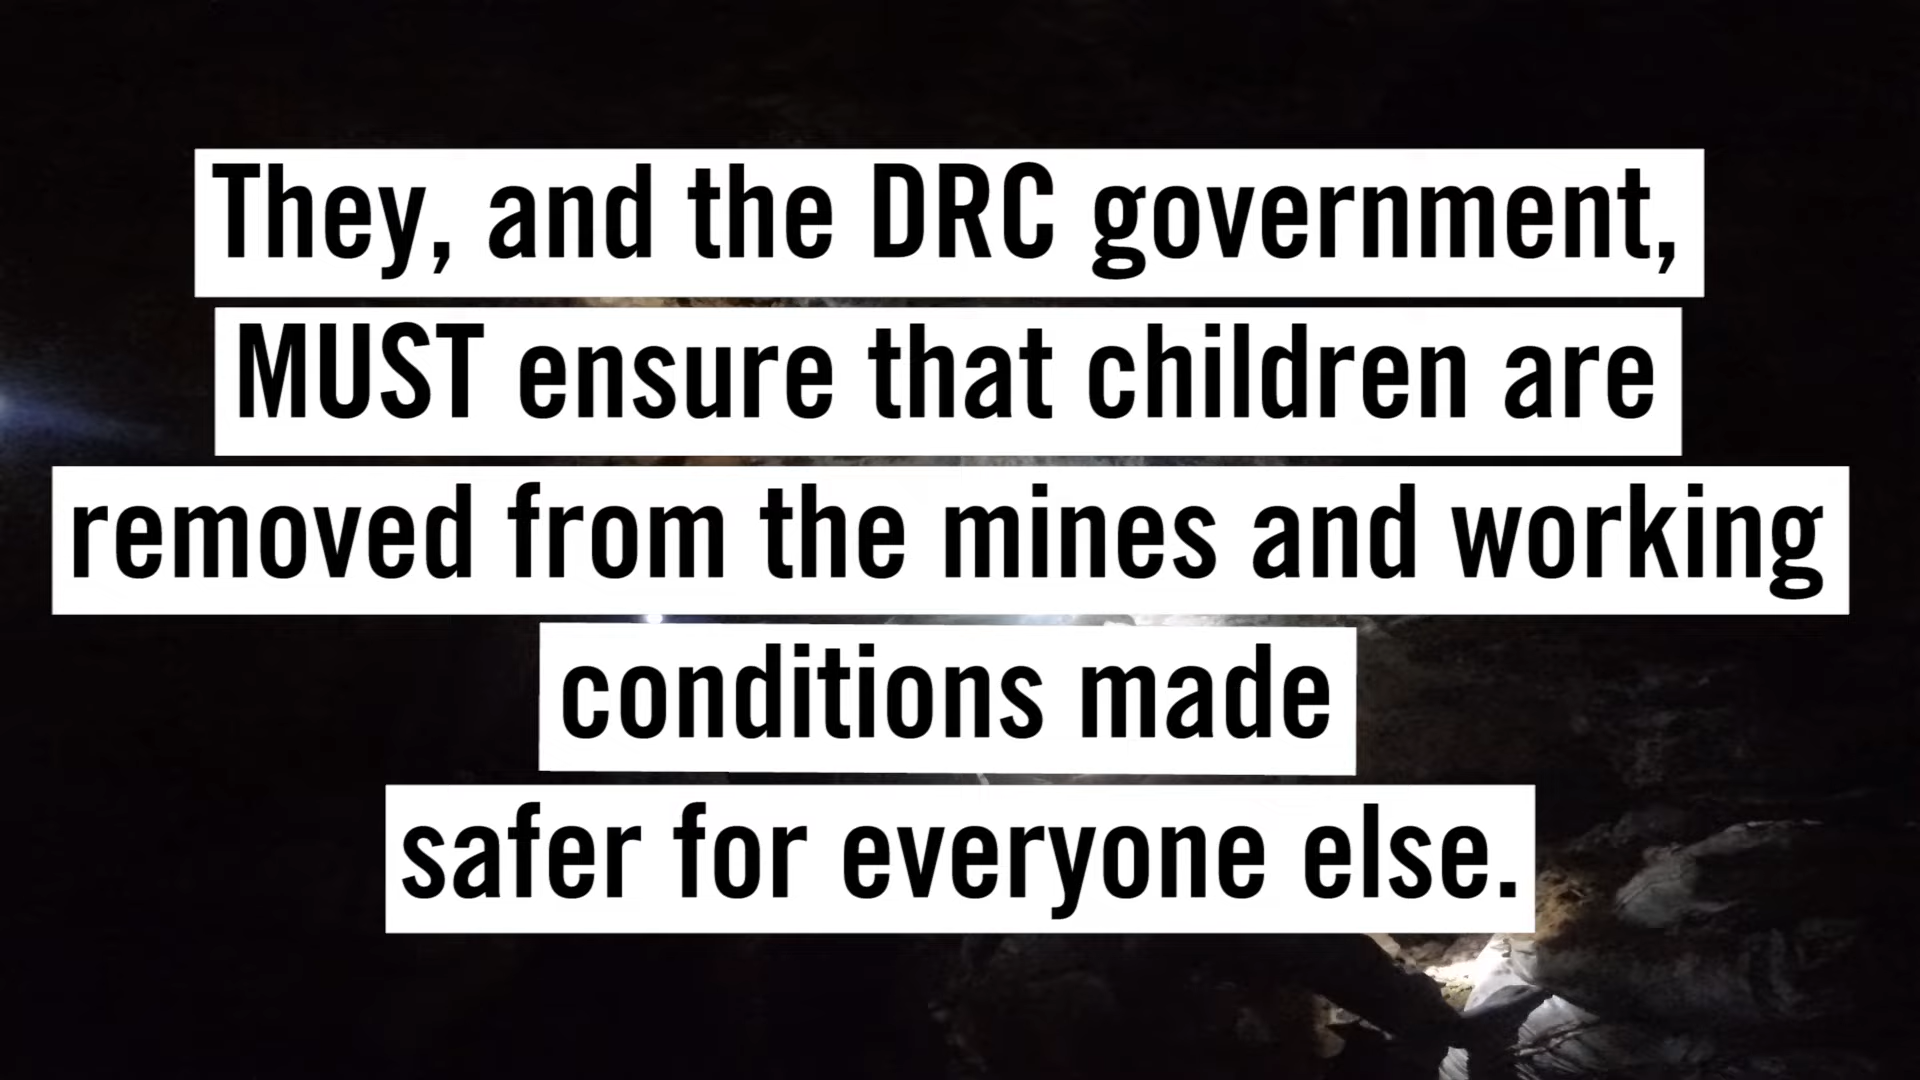 They, and the DRC government,
MUST ensure that children are
removed from the mines and working
conditions made
safer for everyone else.